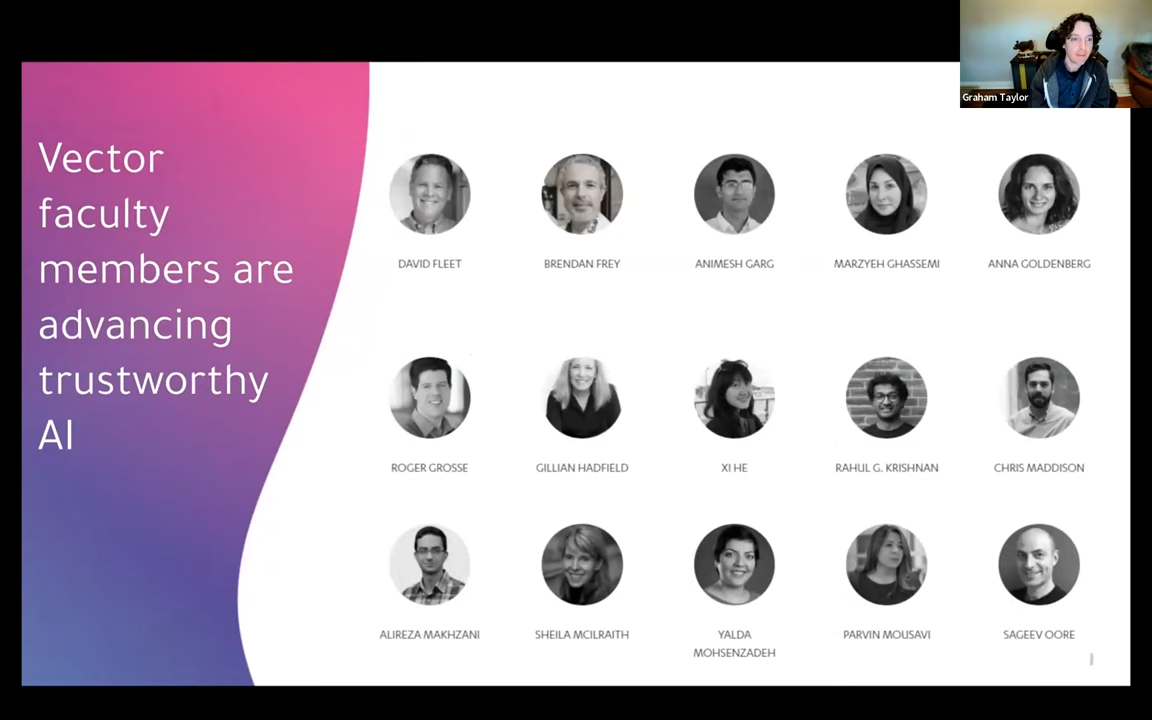 Graham Taylor
Vector
faculty
members are
advancing
trustworthy
AI
DAVID FLEET
BRENDAN FREY
ANIMESH GARG
MARZYEH GHASSEMI
ANNA GOLDENBERG
ROGER GROSSE
GILLIAN HADFIELD
XI HE
RAHUL G. KRISHNAN
CHRIS MADDISON
ALIREZA MAKHZANI
SHEILA MCILRAITH
YALDA
MOHSENZADEH
PARVIN MOUSAVI
SAGEEV OORE